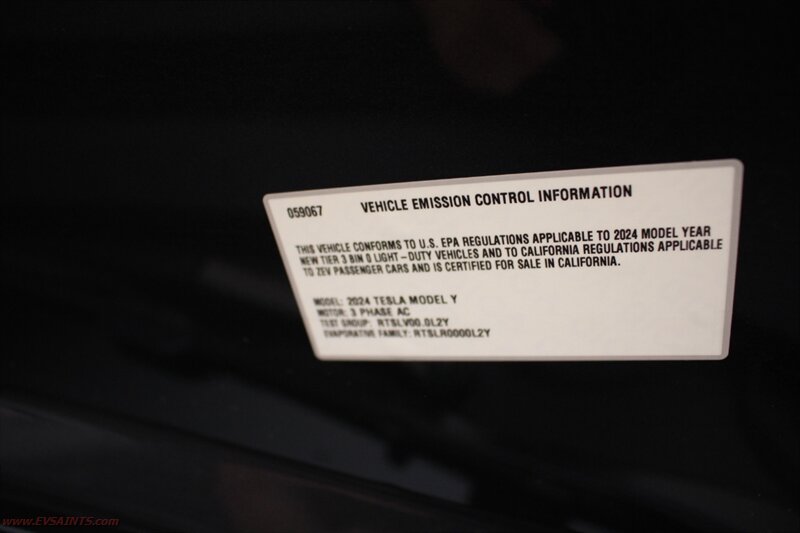 059067 VEHICLE EMISSION CONTROL INFORMATION
THIS VEHICLE CONFORMS TO U.S. EPA REGULATIONS APPLICABLE TO 2024 MODEL YEAR
NEW TIER 3 BIN 0 LIGHT-DUTY VEHICLES AND TO CALIFORNIA REGULATIONS APPLICABLE
TO ZEV PASSENGER CARS AND IS CERTIFIED FOR SALE IN CALIFORNIA.
MODEL: 2024 TESLA MODEL Y
MOTOR: 3 PHASE AC
TEST GROUP: RTSLV00.0L2Y
EVAPORATIVE FAMILY: RTSLR0000L2Y
www.EVSAINTS.com